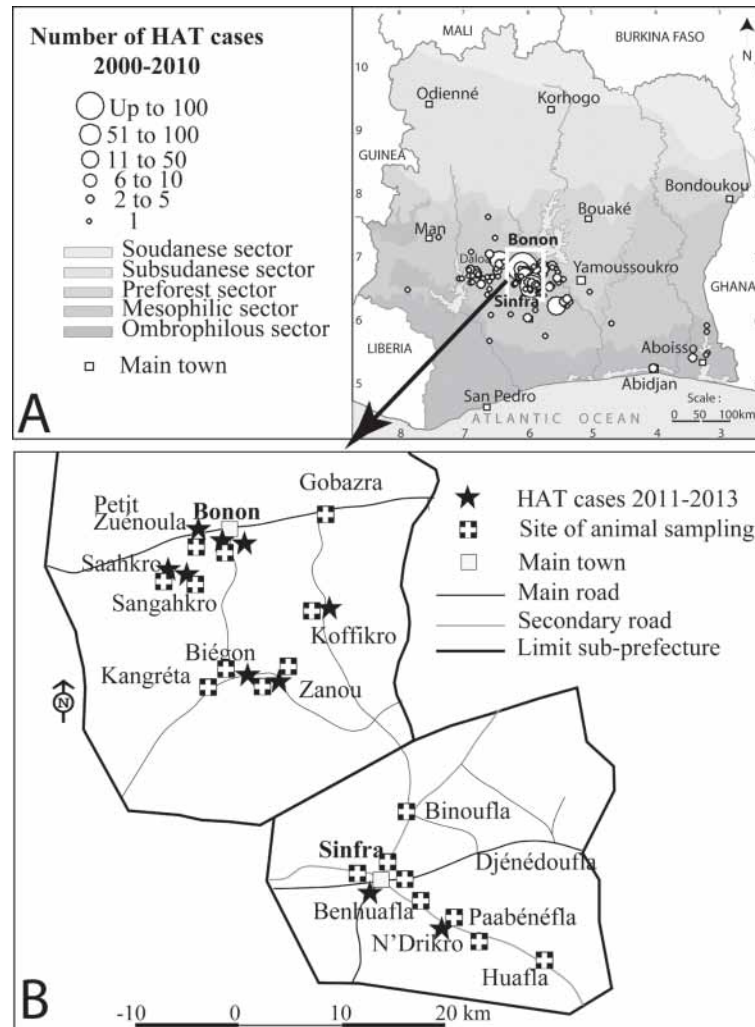 Number of HAT cases
2000-2010
Up to 100
51 to 100
11 to 50
6 to 10
2 to 5
1
Soudanese sector
Subsudanese sector
Preforest sector
Mesophilic sector
Ombrophilous sector
Main town
A
MALI
BURKINA FASO
N
10
Odienné
Korhogo
9
GUINEA
8
Bondoukou
Bouaké
Man
Bonon
7
Daloa
Yamoussoukro
Sinfra
GHANA
6
LIBERIA
Aboisso
5
Abidjan
San Pedro
Scale :
0 50 100km
ATLANTIC OCEAN
8 7 6 5 4 3 2
Gobazra
Petit
Zuénoula
Bonon
Saahkro
Sangahkro
Koffikro
Biégon
Kangréta
Zanou
N
HAT cases 2011-2013
Site of animal sampling
Main town
Main road
Secondary road
Limit sub-prefecture
Binoufla
Sinfra
Djénédoufla
Benhuafla
Paabénéfla
N'Drikro
Huafla
B
-10 0 10 20 km